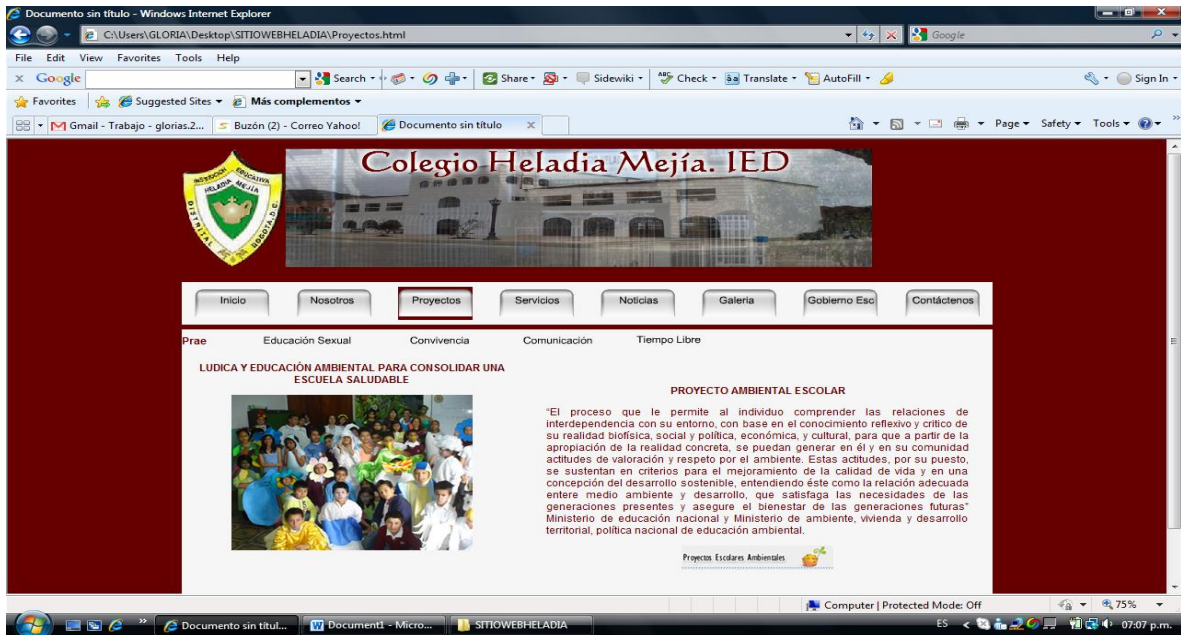 Documento sin título - Windows Internet Explorer
C:\Users\GLORIA\Desktop\SITIOWEBHELADIA\Proyectos.html
Google
File Edit View Favorites Tools Help
x Google Search Share Sidewiki Check Translate AutoFill Sign In
Favorites Suggested Sites Más complementos
Gmail - Trabajo - glorias.2... Buzón (2) - Correo Yahoo! Documento sin título x Page Safety Tools
INSTITUCION EDUCATIVA
HELADIA MEJIA
DISTRITAL BOGOTA, D.C.
Colegio Heladia Mejía. IED
Inicio Nosotros Proyectos Servicios Noticias Galeria Gobierno Esc Contáctenos
Prae Educación Sexual Convivencia Comunicación Tiempo Libre
LUDICA Y EDUCACIÓN AMBIENTAL PARA CONSOLIDAR UNA
ESCUELA SALUDABLE
PROYECTO AMBIENTAL ESCOLAR
"El proceso que le permite al individuo comprender las relaciones de
interdependencia con su entorno, con base en el conocimiento reflexivo y critico de
su realidad biofísica, social y política, económica, y cultural, para que a partir de la
apropiación de la realidad concreta, se puedan generar en él y en su comunidad
actitudes de valoración y respeto por el ambiente. Estas actitudes, por su puesto,
se sustentan en criterios para el mejoramiento de la calidad de vida y en una
concepción del desarrollo sostenible, entendiendo éste como la relación adecuada
entere medio ambiente y desarrollo, que satisfaga las necesidades de las
generaciones presentes y asegure el bienestar de las generaciones futuras"
Ministerio de educación nacional y Ministerio de ambiente, vivienda y desarrollo
territorial, política nacional de educación ambiental.
Proyectos Escolares Ambientales
Computer | Protected Mode: Off 75%
Documento sin títul... Document1 - Micro... SITIOWEBHELADIA ES 07:07 p.m.